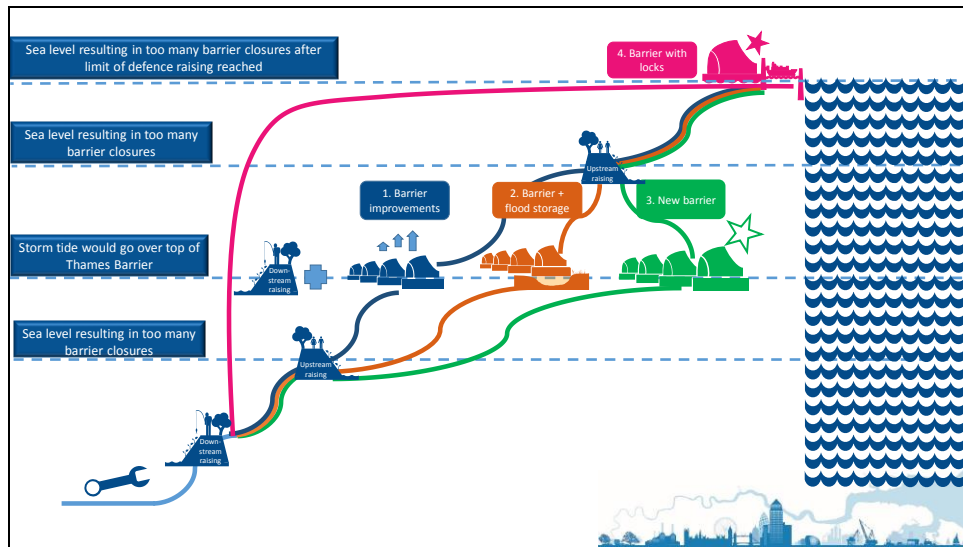 Sea level resulting in too many barrier closures after
limit of defence raising reached
4. Barrier with
locks
Sea level resulting in too many
barrier closures
Upstream
raising
1. Barrier
improvements
2. Barrier +
flood storage
3. New barrier
Storm tide would go over top of
Thames Barrier
Down-
stream
raising
Sea level resulting in too many
barrier closures
Upstream
raising
Down-
stream
raising